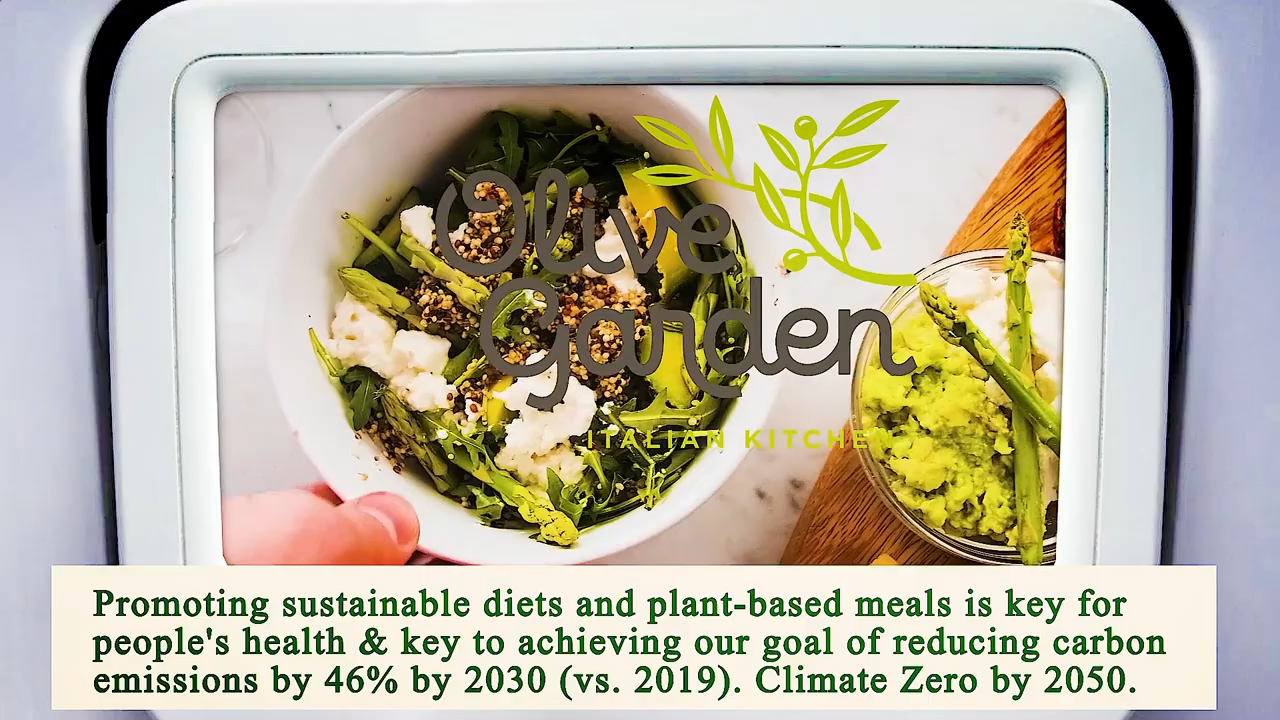 Olive
Garden
ITALIAN KITCHEN
Promoting sustainable diets and plant-based meals is key for
people's health & key to achieving our goal of reducing carbon
emissions by 46% by 2030 (vs. 2019). Climate Zero by 2050.